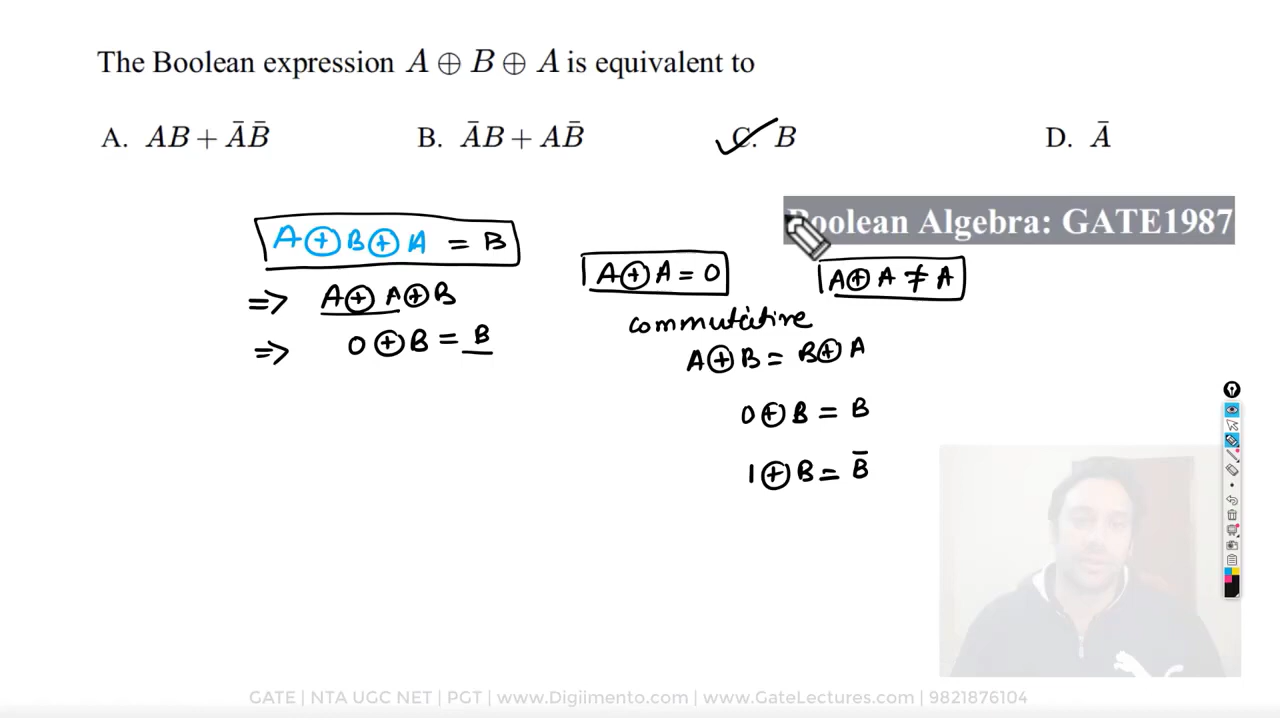 The Boolean expression A ⊕ B ⊕ A is equivalent to
A. AB + ĀB̄ B. ĀB + AB̄ C. B D. Ā
Boolean Algebra: GATE1987
A ⊕ B ⊕ A = B
A ⊕ A = 0
A ⊕ A ≠ A
=> A ⊕ A ⊕ B
commutative
=> 0 ⊕ B = B
A ⊕ B = B ⊕ A
0 ⊕ B = B
1 ⊕ B = B̄
GATE | NTA UGC NET | PGT | www.Digiimento.com | www.GateLectures.com | 9821876104